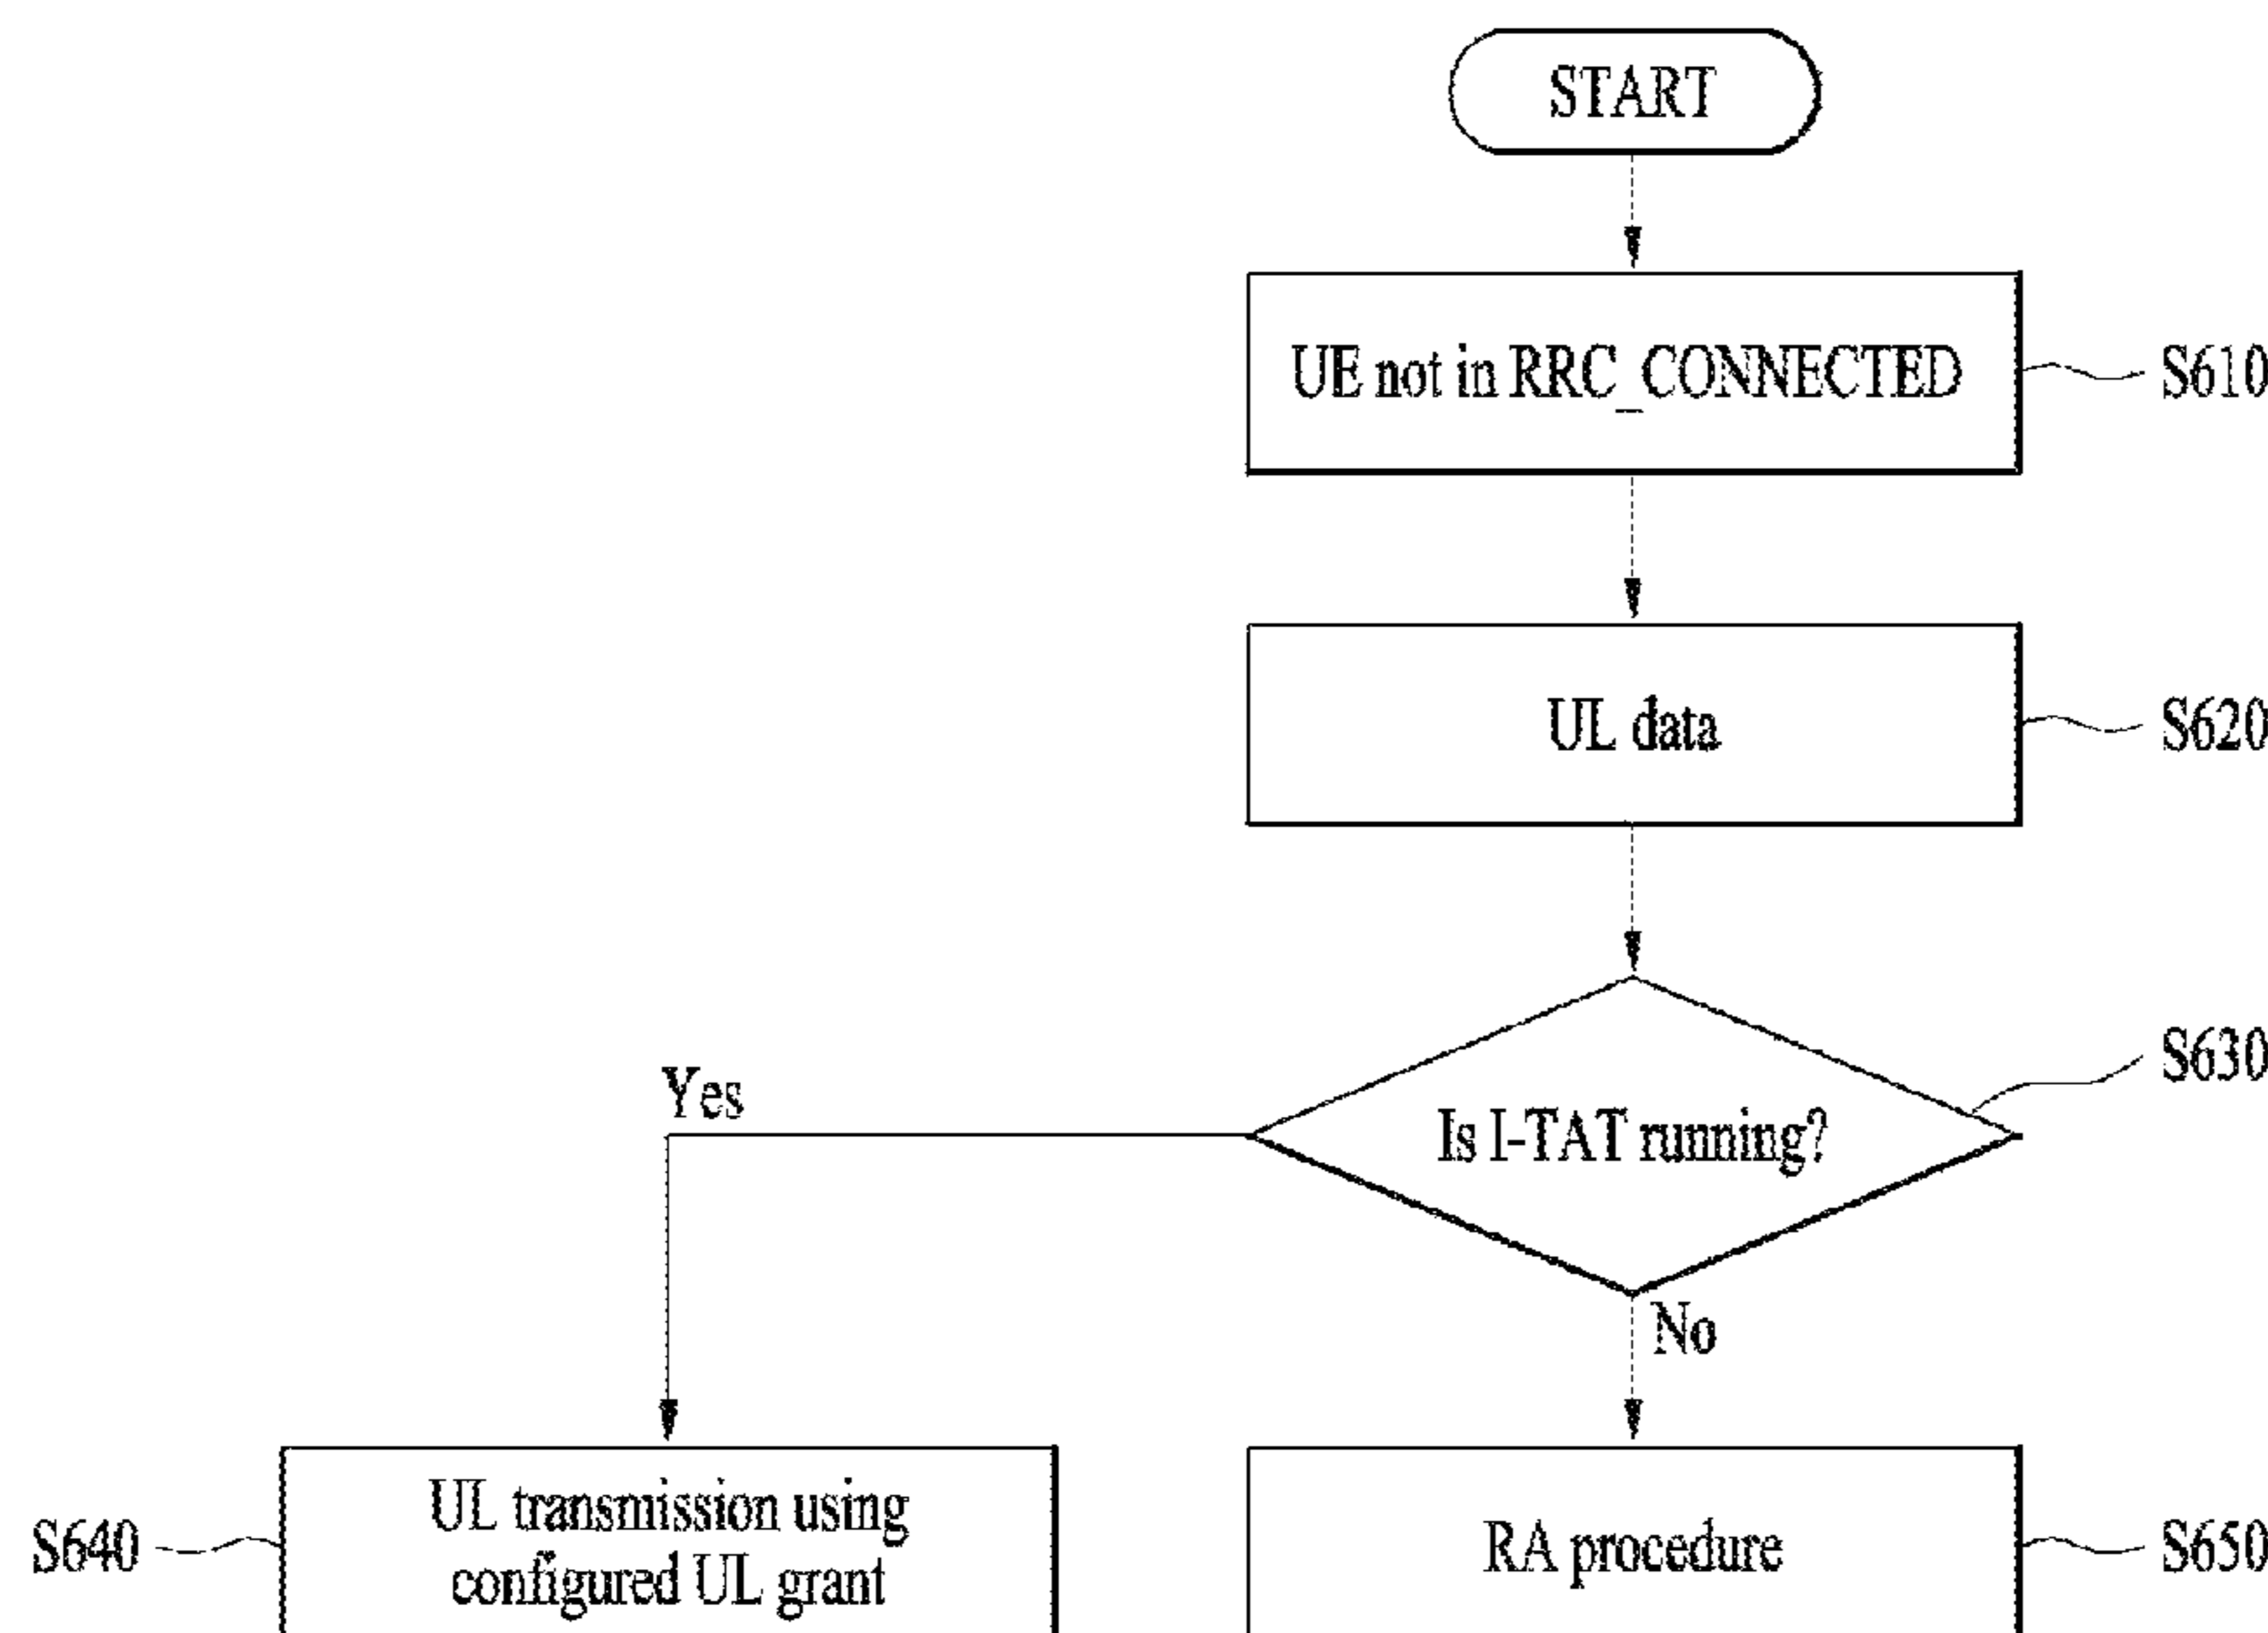 START
UE not in RRC_CONNECTED
S610
UL data
S620
S630
Yes
Is I-TAT running?
No
S640
UL transmission using
configured UL grant
RA procedure
S650